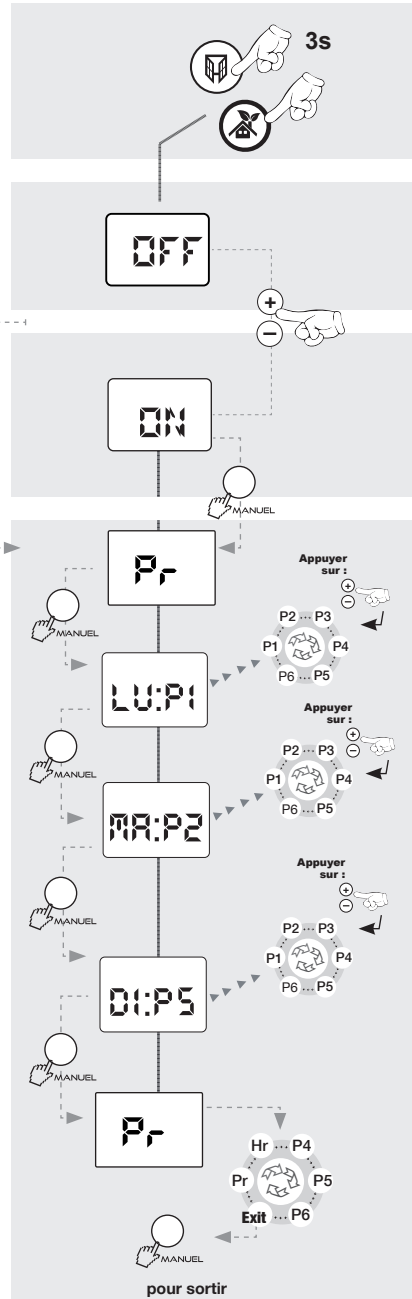 3s
OFF
+
−
ON
MANUEL
Pr
Appuyer
sur :
+
−
MANUEL
P2 ... P3
P1 P4
P6 ... P5
LU:P1
Appuyer
sur :
+
−
MANUEL
P2 ... P3
P1 P4
P6 ... P5
MA:P2
Appuyer
sur :
+
−
MANUEL
P2 ... P3
P1 P4
P6 ... P5
DI:P5
MANUEL
Pr
Hr ... P4
Pr P5
Exit ... P6
MANUEL
pour sortir